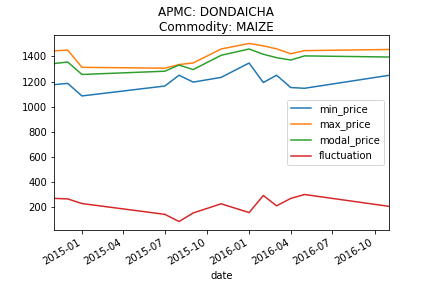 APMC: DONDAICHA
Commodity: MAIZE
1400
1200
1000
800
600
400
200
min_price
max_price
modal_price
fluctuation
2015-01
2015-04
2015-07
2015-10
2016-01
2016-04
2016-07
2016-10
date